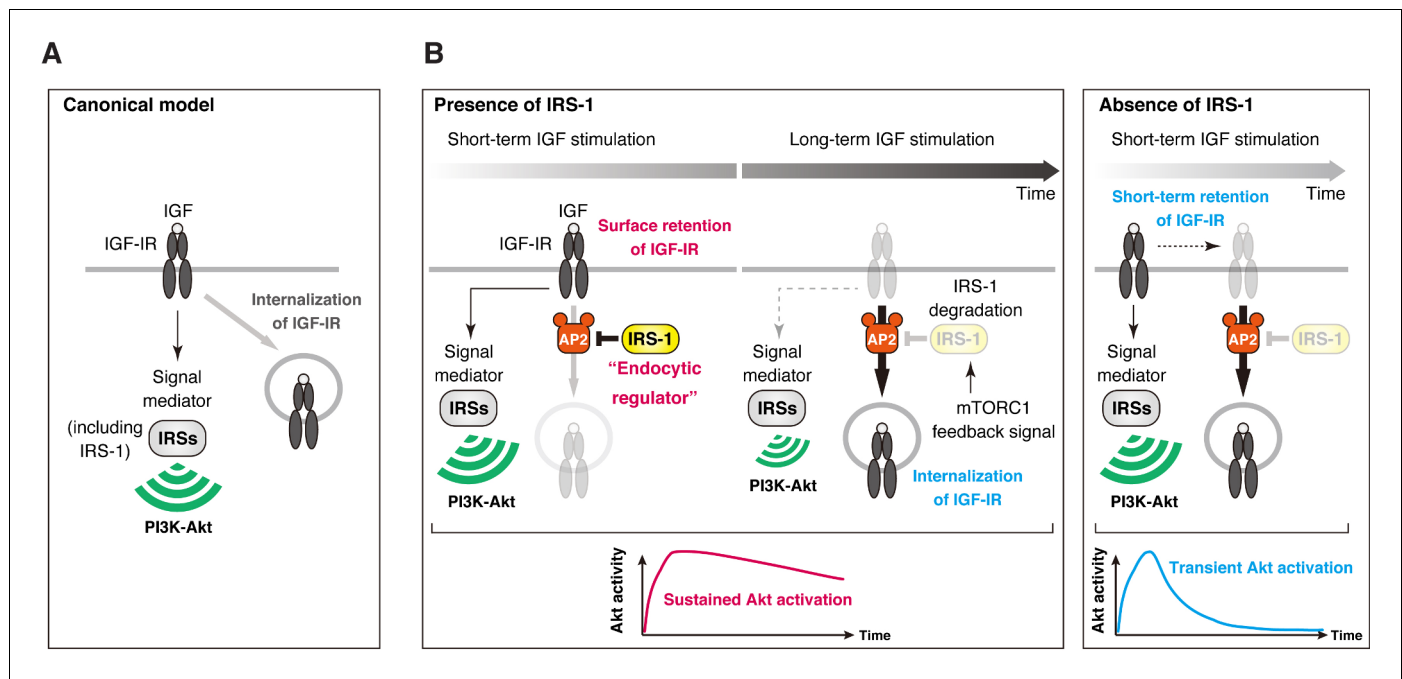 A
Canonical model
IGF
IGF-IR
Internalization
of IGF-IR
Signal
mediator
(including
IRS-1)
IRSs
PI3K-Akt
B
Presence of IRS-1
Short-term IGF stimulation
Long-term IGF stimulation
Time
IGF
IGF-IR
Surface retention
of IGF-IR
AP2
IRS-1
“Endocytic
regulator”
Signal
mediator
IRSs
PI3K-Akt
IRS-1
degradation
AP2
IRS-1
Signal
mediator
IRSs
PI3K-Akt
mTORC1
feedback signal
Internalization
of IGF-IR
Akt activity
Sustained Akt activation
Time
Absence of IRS-1
Short-term IGF stimulation
Time
Short-term retention
of IGF-IR
AP2
IRS-1
Signal
mediator
IRSs
PI3K-Akt
Akt activity
Transient Akt activation
Time